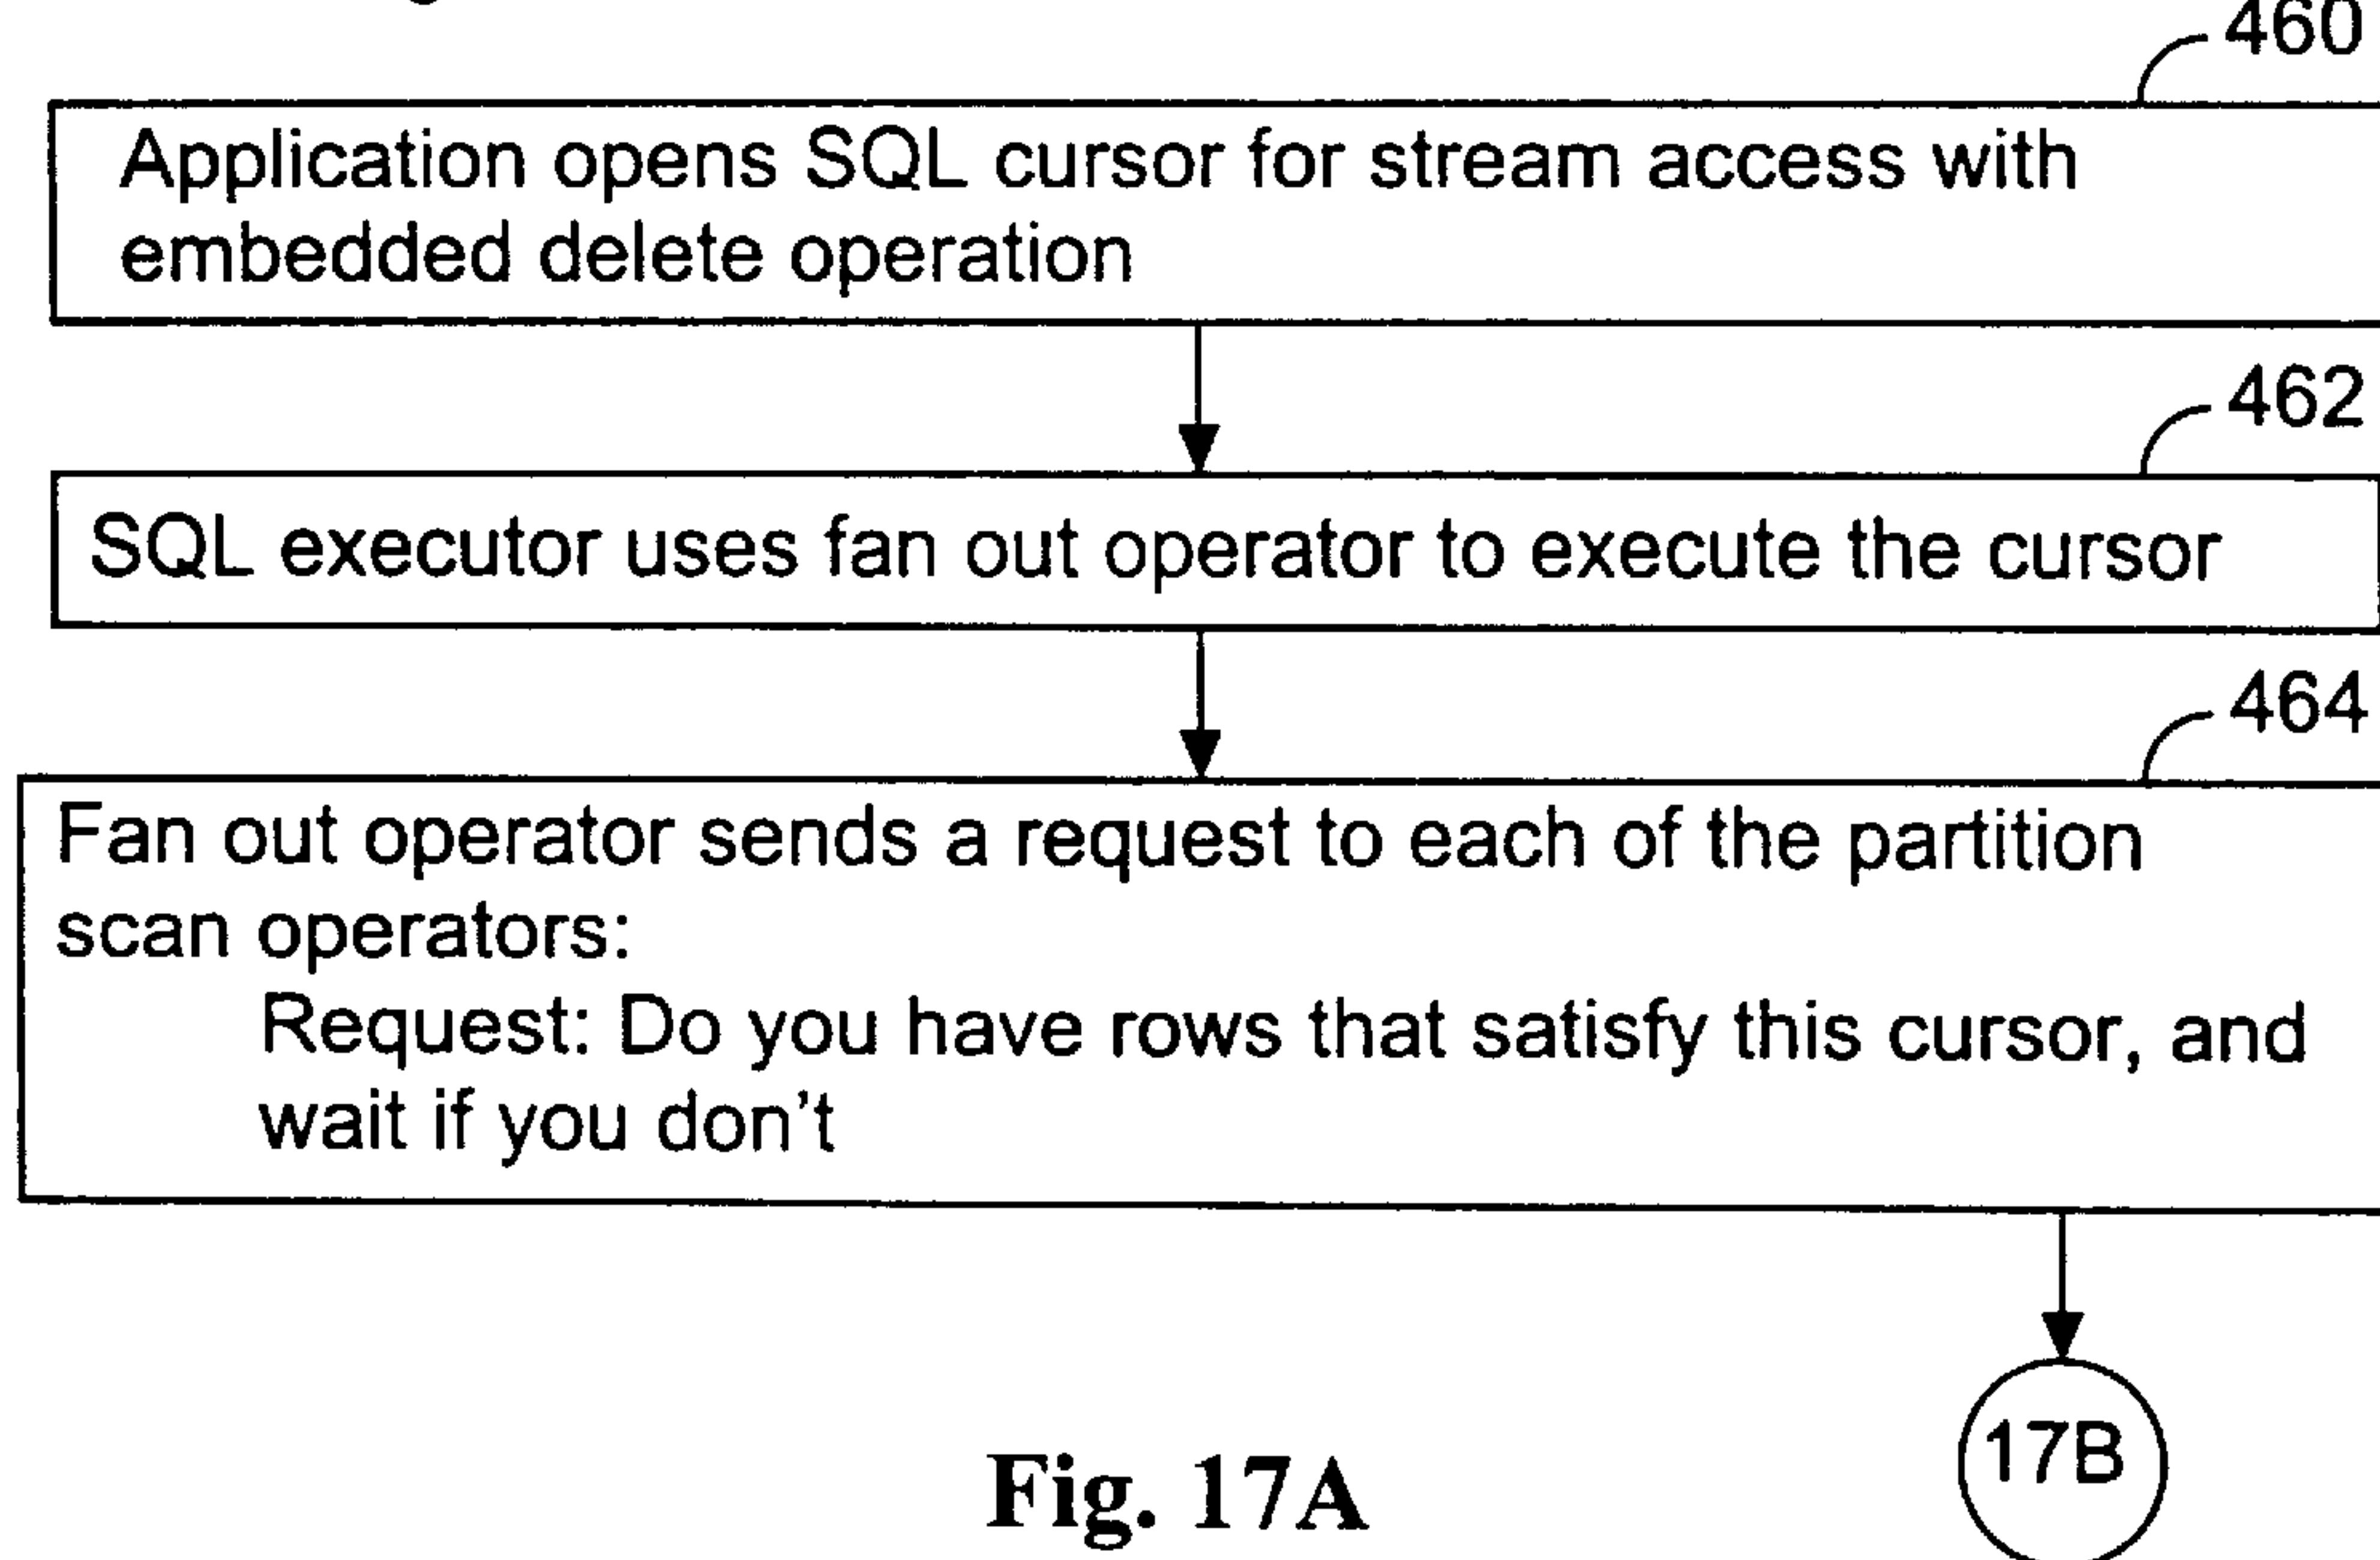 460
Application opens SQL cursor for stream access with
embedded delete operation
462
SQL executor uses fan out operator to execute the cursor
464
Fan out operator sends a request to each of the partition
scan operators:
Request: Do you have rows that satisfy this cursor, and
wait if you don't
17B
Fig. 17A